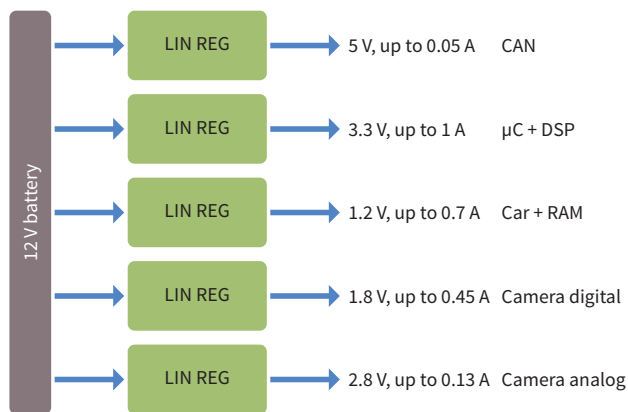 12 V battery
LIN REG
5 V, up to 0.05 A CAN
LIN REG
3.3 V, up to 1 A µC + DSP
LIN REG
1.2 V, up to 0.7 A Car + RAM
LIN REG
1.8 V, up to 0.45 A Camera digital
LIN REG
2.8 V, up to 0.13 A Camera analog